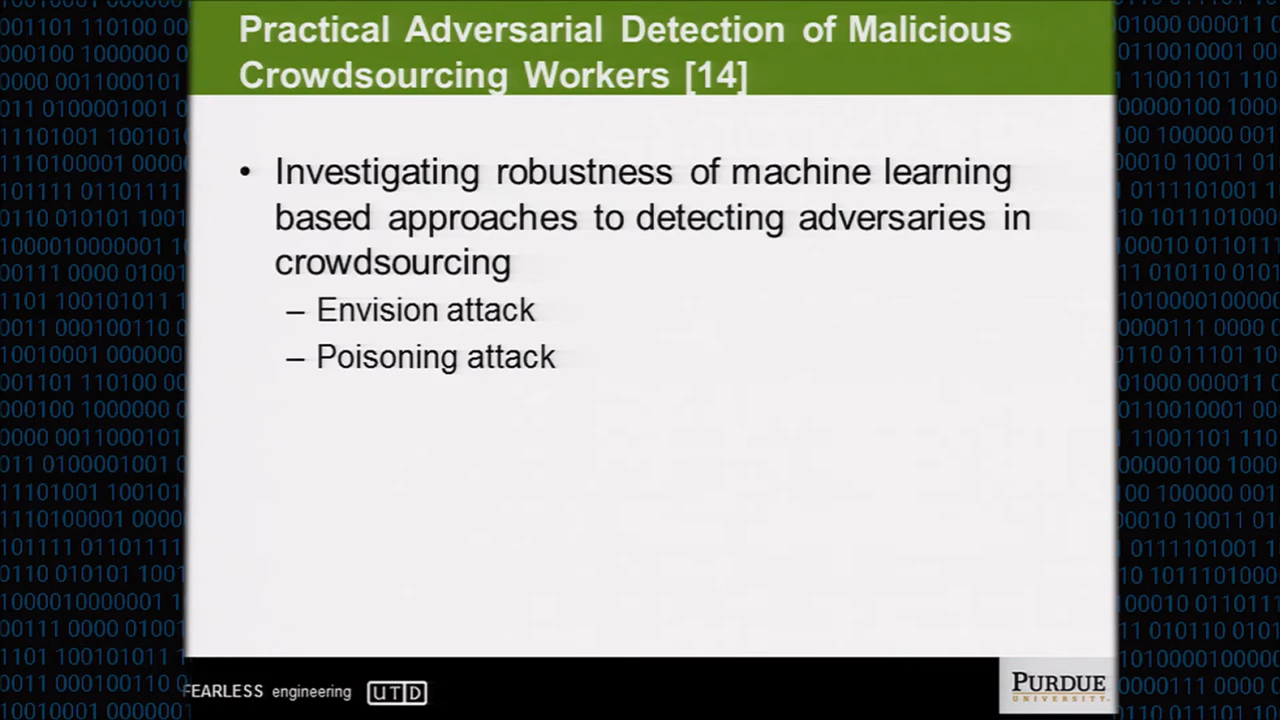 Practical Adversarial Detection of Malicious
Crowdsourcing Workers [14]
• Investigating robustness of machine learning
based approaches to detecting adversaries in
crowdsourcing
– Envision attack
– Poisoning attack
FEARLESS engineering UTD
PURDUE
UNIVERSITY